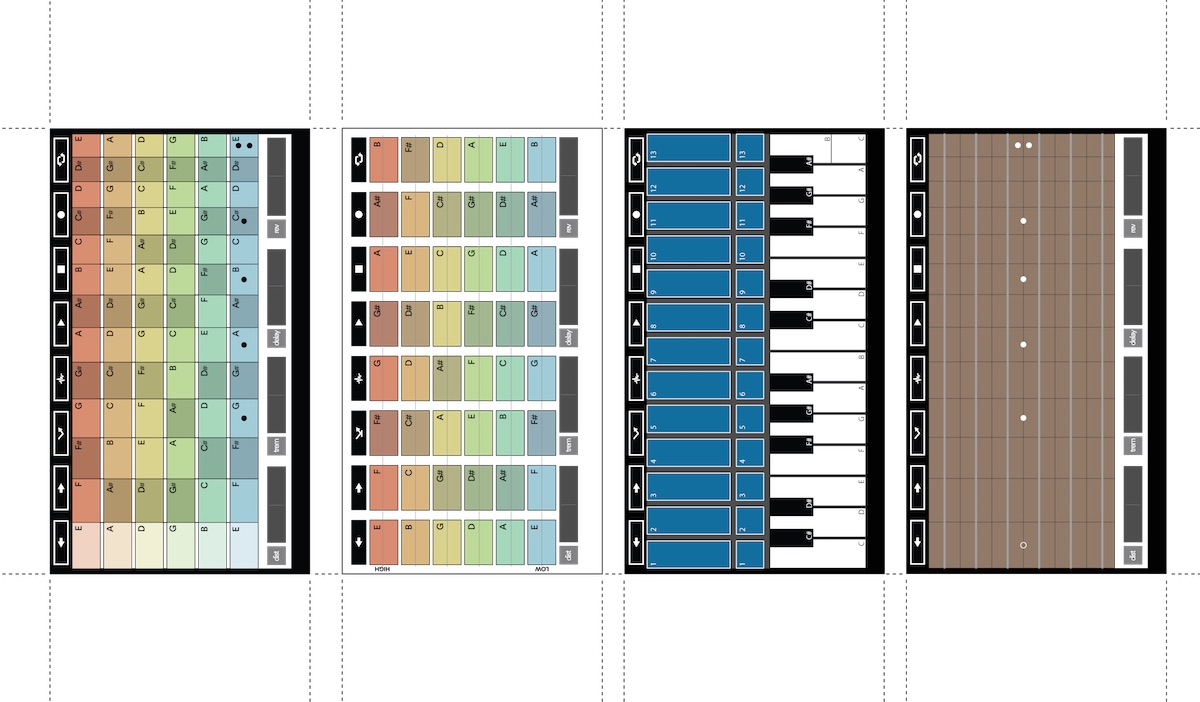 E F F# G G# A A# B C C# D D# E
A A# B C C# D D# E F F# G G# A
D D# E F F# G G# A A# B C C# D
G G# A A# B C C# D D# E F F# G
B C C# D D# E F F# G G# A A# B
E F F# G G# A A# B C C# D D# E
dist trem delay rev
HIGH
E F F# G G# A A# B
B C C# D D# E F F#
G G# A A# B C C# D
D D# E F F# G G# A
A A# B C C# D D# E
E F F# G G# A A# B
LOW
dist trem delay rev
1 2 3 4 5 6 7 8 9 10 11 12 13
1 2 3 4 5 6 7 8 9 10 11 12 13
C# D# F# G# A# C# D# F# G# A#
B
C D E F G A B C D E F G A C
dist trem delay rev